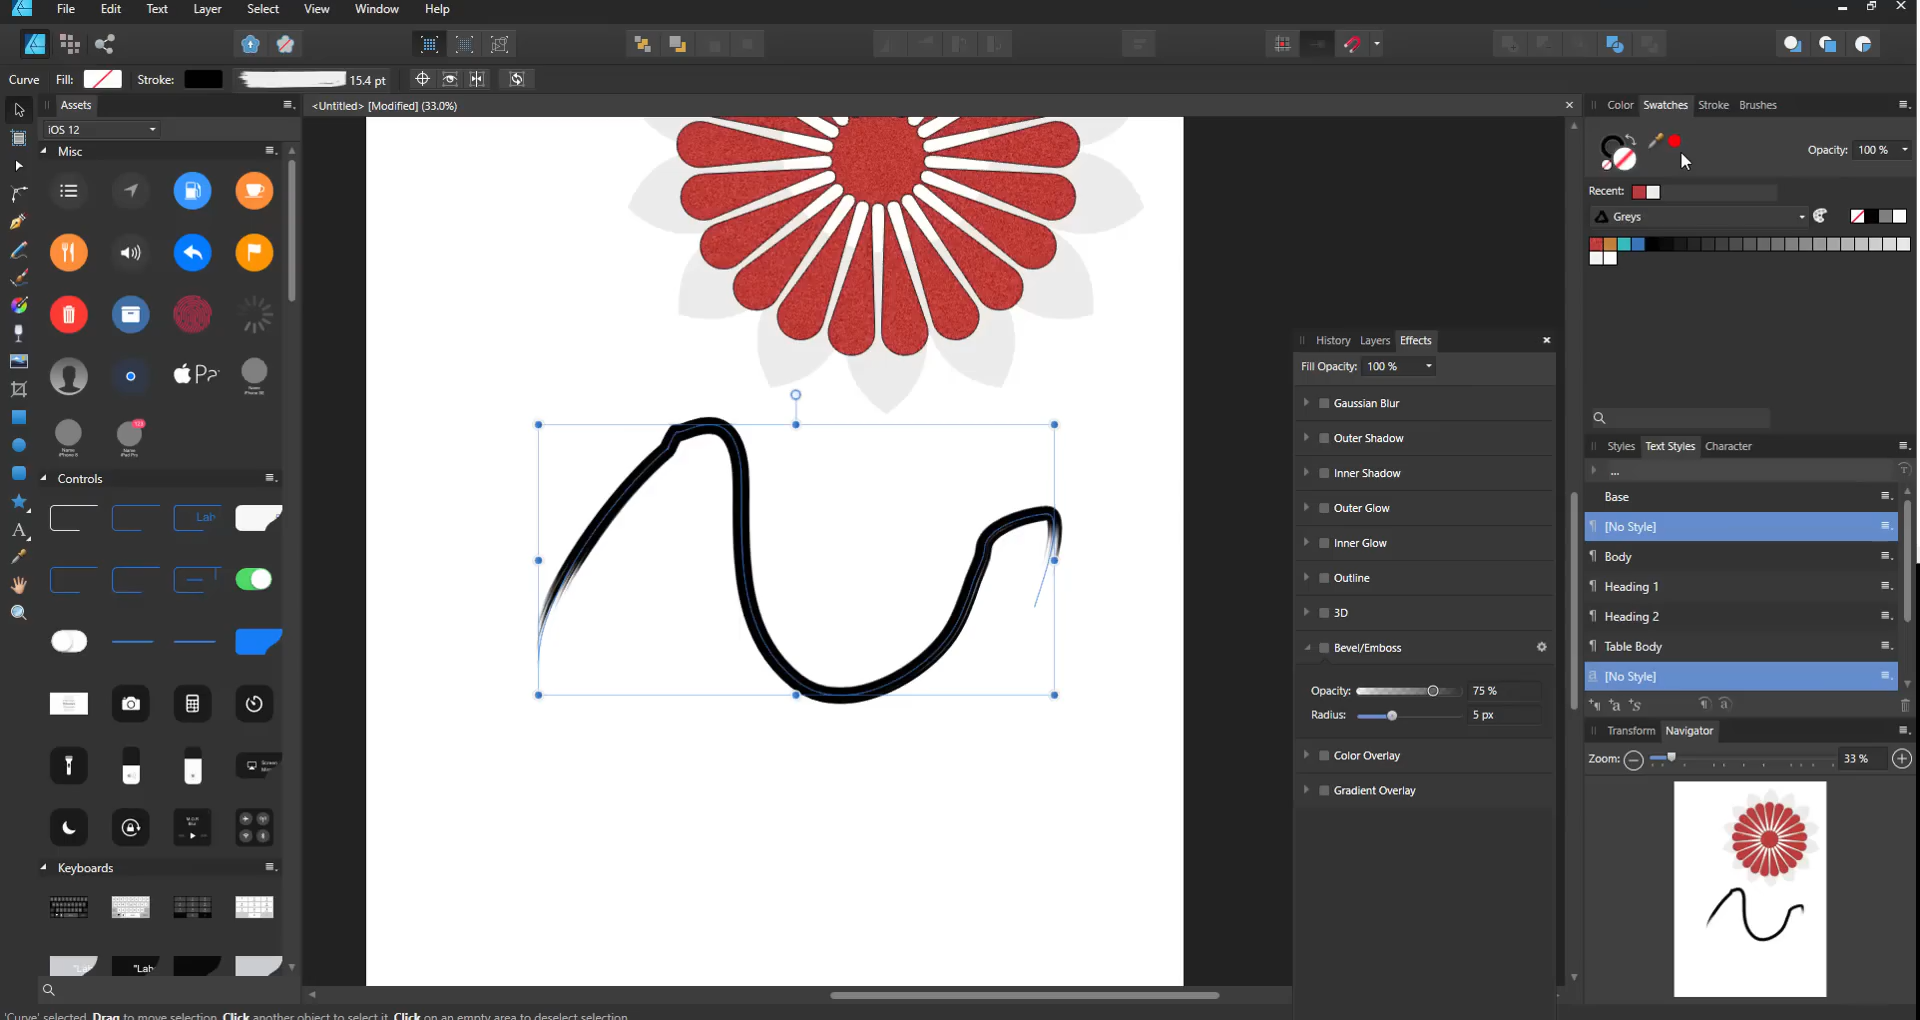 File Edit Text Layer Select View Window Help
Curve Fill: Stroke: 15.4 pt
Assets
<Untitled> [Modified] (33.0%)
Color Swatches Stroke Brushes
iOS 12
Misc
Opacity: 100 %
Recent:
Greys
History Layers Effects
Fill Opacity: 100 %
Gaussian Blur
Outer Shadow
Inner Shadow
Outer Glow
Inner Glow
Outline
3D
Bevel/Emboss
Opacity: 75 %
Radius: 5 px
Color Overlay
Gradient Overlay
Styles Text Styles Character
...
Base
[No Style]
Body
Heading 1
Heading 2
Table Body
[No Style]
Controls
Lab
Transform Navigator
Zoom: 33 %
Keyboards
"Lab
'Curve' selected. Drag to move selection. Click another object to select it. Click on an empty area to deselect selection.